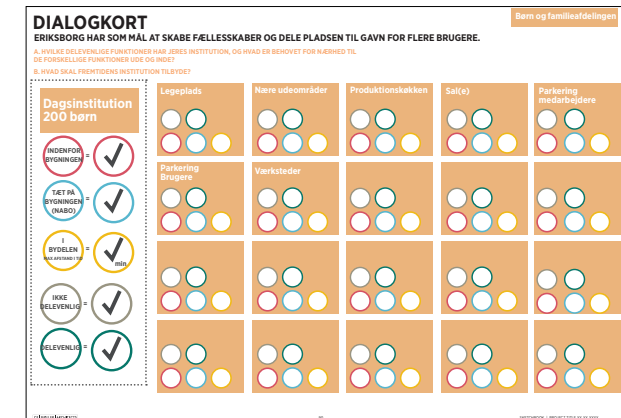 DIALOGKORT
Børn og familieafdelingen
ERIKSBORG HAR SOM MÅL AT SKABE FÆLLESSKABER OG DELE PLADSEN TIL GAVN FOR FLERE BRUGERE.
A. HVILKE DELEVENLIGE FUNKTIONER HAR JERES INSTITUTION, OG HVAD ER BEHOVET FOR NÆRHED TIL
DE FORSKELLIGE FUNKTIONER UDE OG INDE?
B. HVAD SKAL FREMTIDENS INSTITUTION TILBYDE?
Dagsinstitution
200 børn
INDENFOR
BYGNINGEN =
TÆT PÅ
BYGNINGEN =
(NABO)
I
BYDELEN =
MAX AFSTAND I TID
min
IKKE
DELEVENLIG =
DELEVENLIG =
Legeplads
Nære udeområder
Produktionskøkken
Sal(e)
Parkering
medarbejdere
Parkering
Brugere
Værksteder